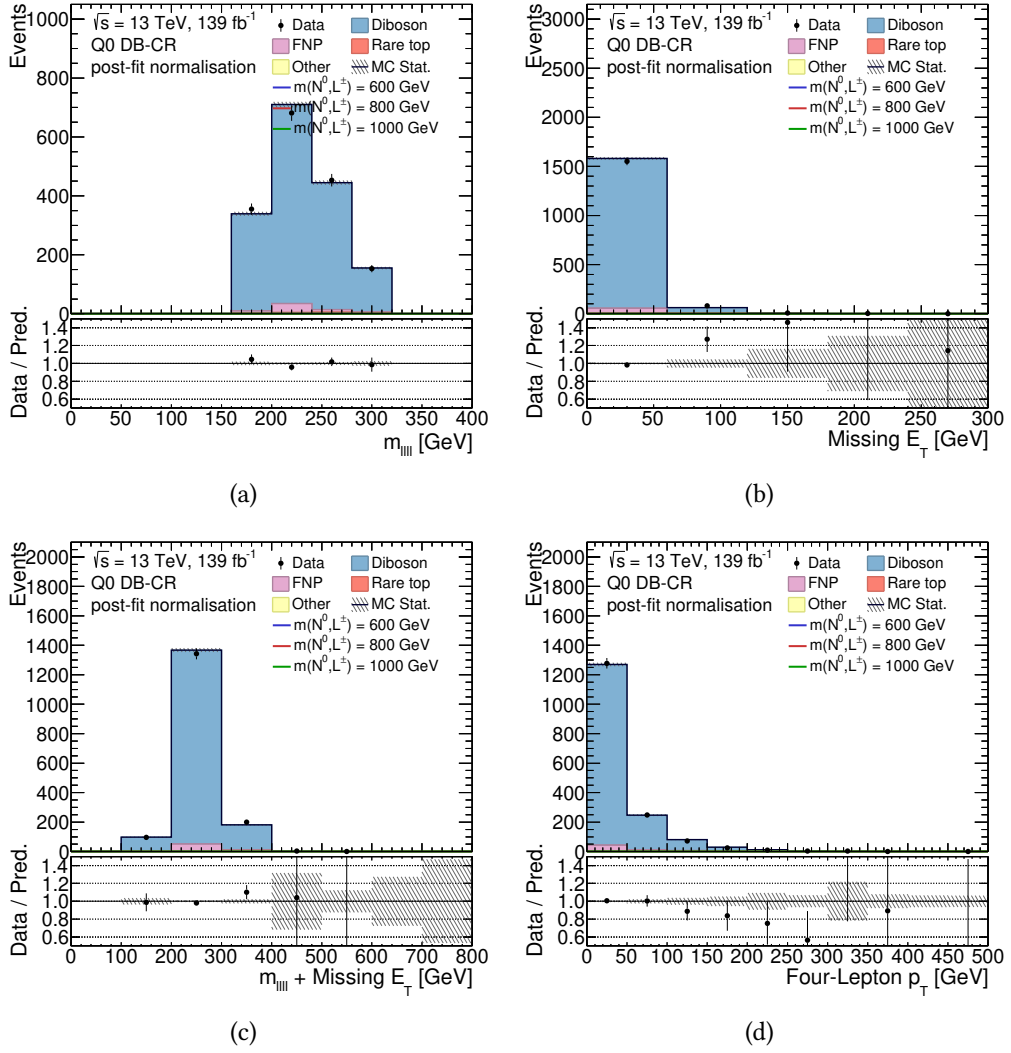 Events
1000
800
600
400
200
0
√s = 13 TeV, 139 fb⁻¹
Q0 DB-CR
post-fit normalisation
Data
Diboson
FNP
Rare top
Other
MC Stat.
m(N⁰,L±) = 600 GeV
m(N⁰,L±) = 800 GeV
m(N⁰,L±) = 1000 GeV
Data / Pred.
1.4
1.2
1.0
0.8
0.6
0 50 100 150 200 250 300 350 400
m_llll [GeV]
(a)
Events
3000
2500
2000
1500
1000
500
0
√s = 13 TeV, 139 fb⁻¹
Q0 DB-CR
post-fit normalisation
Data
Diboson
FNP
Rare top
Other
MC Stat.
m(N⁰,L±) = 600 GeV
m(N⁰,L±) = 800 GeV
m(N⁰,L±) = 1000 GeV
Data / Pred.
1.4
1.2
1.0
0.8
0.6
0 50 100 150 200 250 300
Missing E_T [GeV]
(b)
Events
2000
1800
1600
1400
1200
1000
800
600
400
200
0
√s = 13 TeV, 139 fb⁻¹
Q0 DB-CR
post-fit normalisation
Data
Diboson
FNP
Rare top
Other
MC Stat.
m(N⁰,L±) = 600 GeV
m(N⁰,L±) = 800 GeV
m(N⁰,L±) = 1000 GeV
Data / Pred.
1.4
1.2
1.0
0.8
0.6
0 100 200 300 400 500 600 700 800
m_llll + Missing E_T [GeV]
(c)
Events
2000
1800
1600
1400
1200
1000
800
600
400
200
0
√s = 13 TeV, 139 fb⁻¹
Q0 DB-CR
post-fit normalisation
Data
Diboson
FNP
Rare top
Other
MC Stat.
m(N⁰,L±) = 600 GeV
m(N⁰,L±) = 800 GeV
m(N⁰,L±) = 1000 GeV
Data / Pred.
1.4
1.2
1.0
0.8
0.6
0 50 100 150 200 250 300 350 400 450 500
Four-Lepton p_T [GeV]
(d)